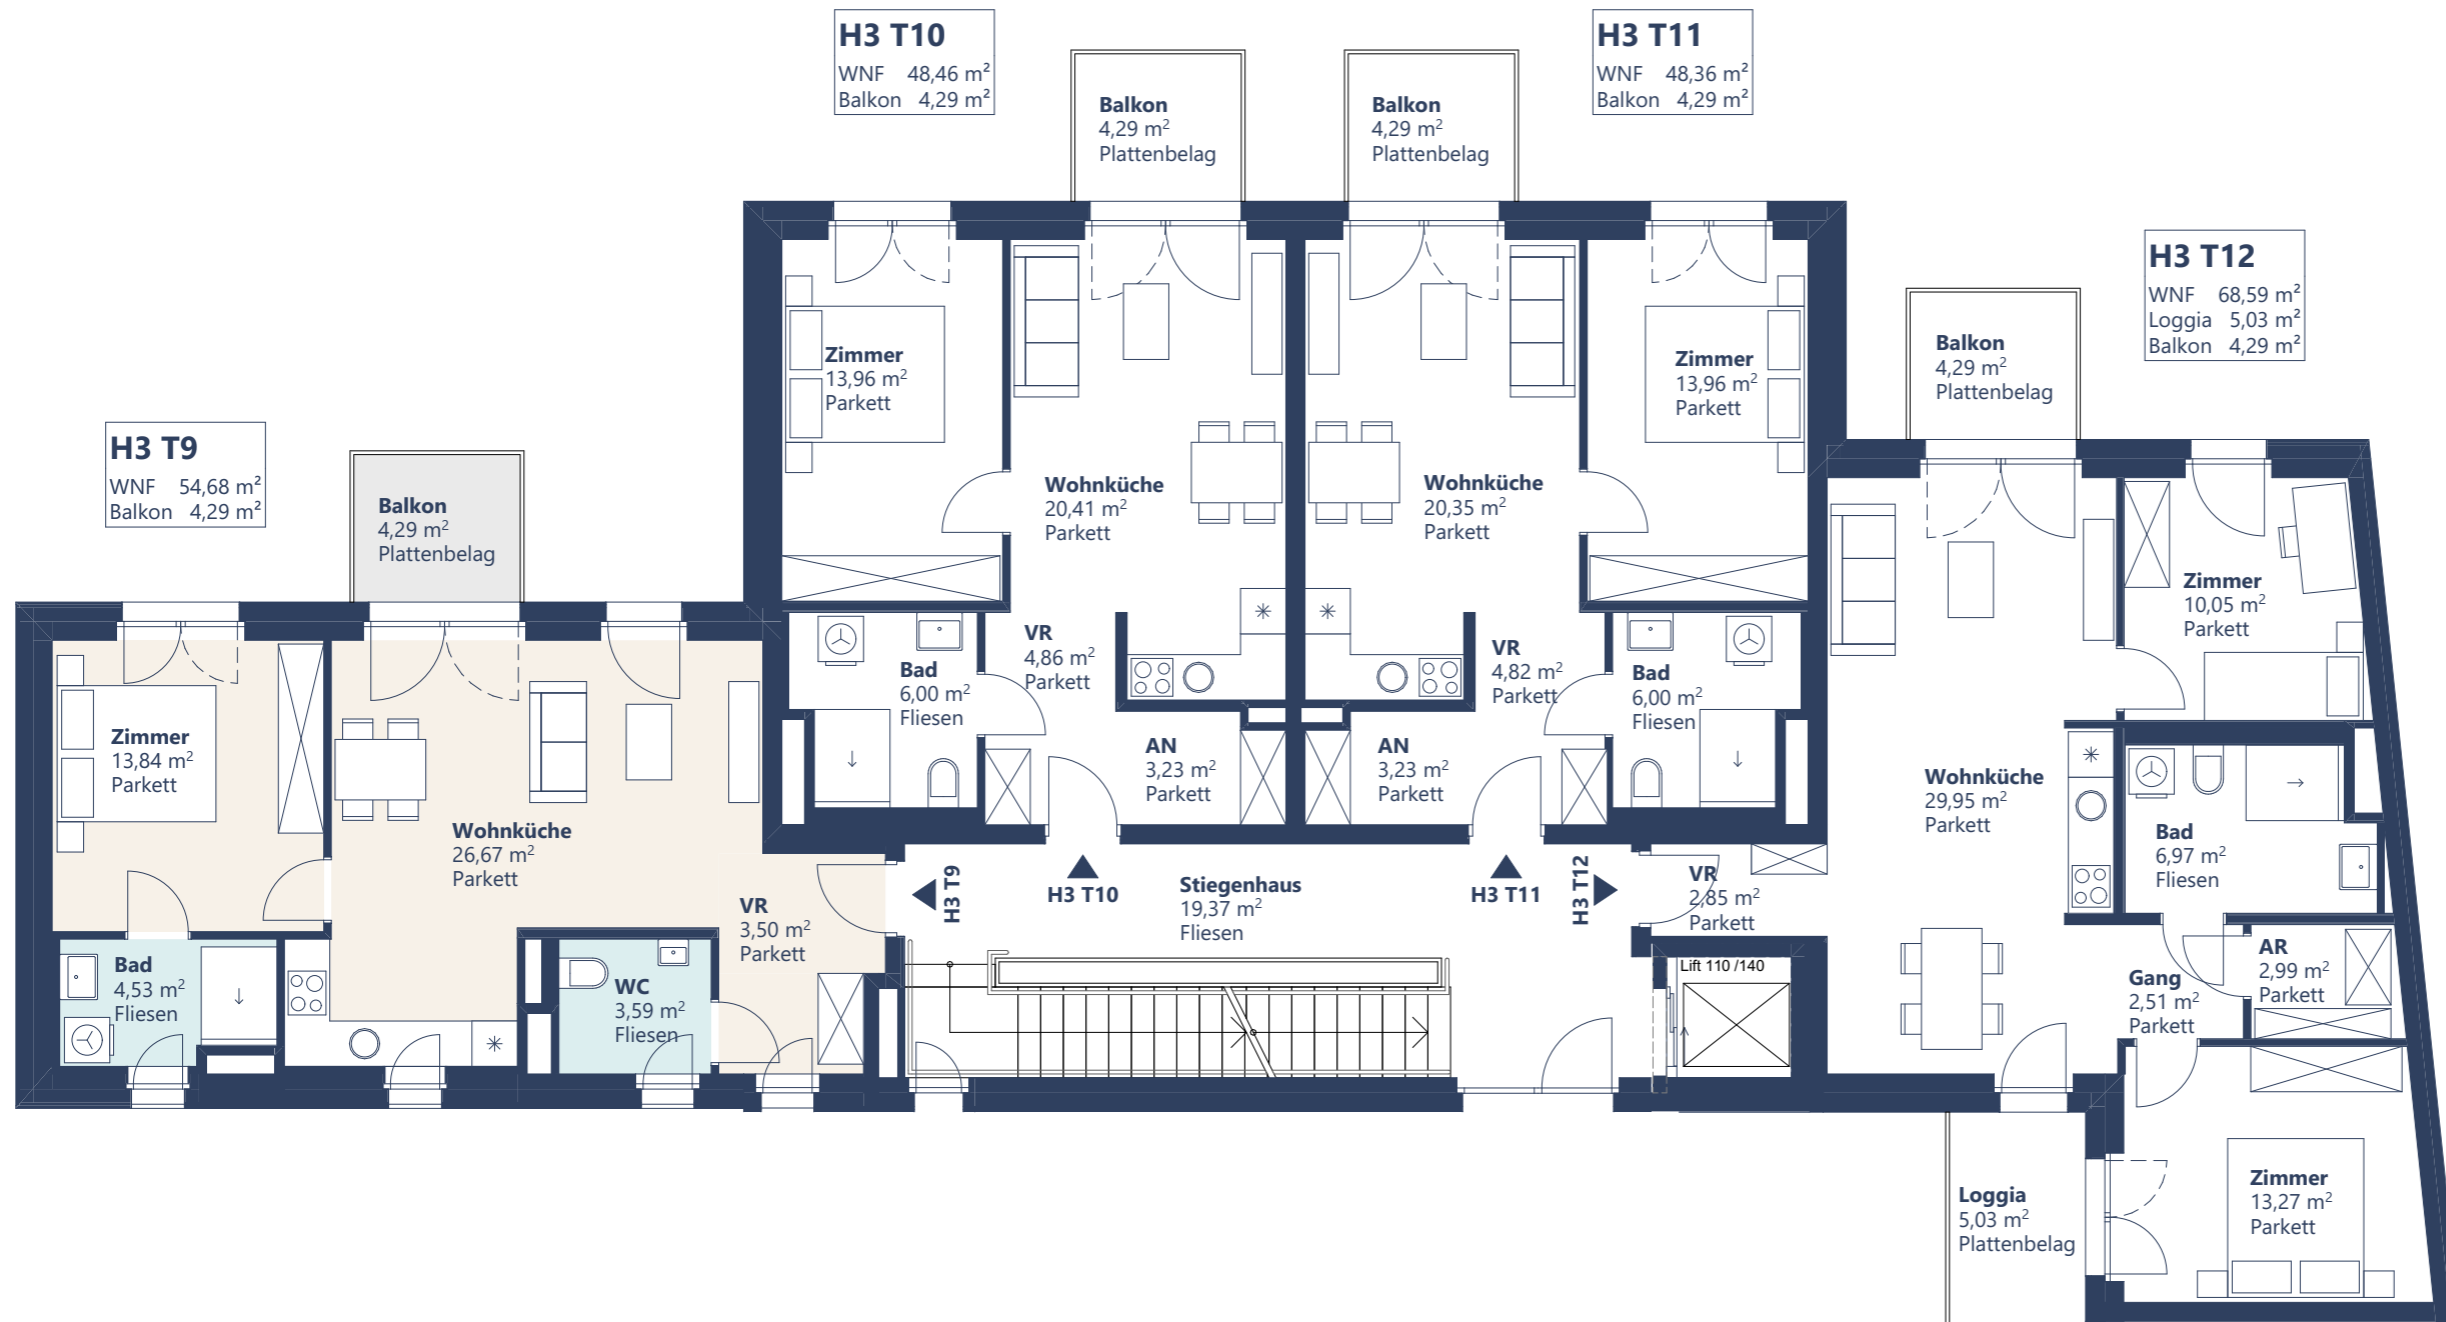 H3 T10
WNF 48,46 m²
Balkon 4,29 m²
H3 T11
WNF 48,36 m²
Balkon 4,29 m²
Balkon
4,29 m²
Plattenbelag
Balkon
4,29 m²
Plattenbelag
H3 T12
WNF 68,59 m²
Loggia 5,03 m²
Balkon 4,29 m²
Balkon
4,29 m²
Plattenbelag
H3 T9
WNF 54,68 m²
Balkon 4,29 m²
Balkon
4,29 m²
Plattenbelag
Zimmer
13,96 m²
Parkett
Wohnküche
20,41 m²
Parkett
Wohnküche
20,35 m²
Parkett
Zimmer
13,96 m²
Parkett
Zimmer
10,05 m²
Parkett
VR
4,86 m²
Parkett
Bad
6,00 m²
Fliesen
VR
4,82 m²
Parkett
Bad
6,00 m²
Fliesen
AN
3,23 m²
Parkett
AN
3,23 m²
Parkett
Zimmer
13,84 m²
Parkett
Wohnküche
26,67 m²
Parkett
Wohnküche
29,95 m²
Parkett
Bad
6,97 m²
Fliesen
VR
3,50 m²
Parkett
H3 T9
H3 T10
Stiegenhaus
19,37 m²
Fliesen
H3 T11
H3 T12
VR
2,85 m²
Parkett
Bad
4,53 m²
Fliesen
WC
3,59 m²
Fliesen
Lift 110 /140
AR
2,99 m²
Parkett
Gang
2,51 m²
Parkett
Loggia
5,03 m²
Plattenbelag
Zimmer
13,27 m²
Parkett